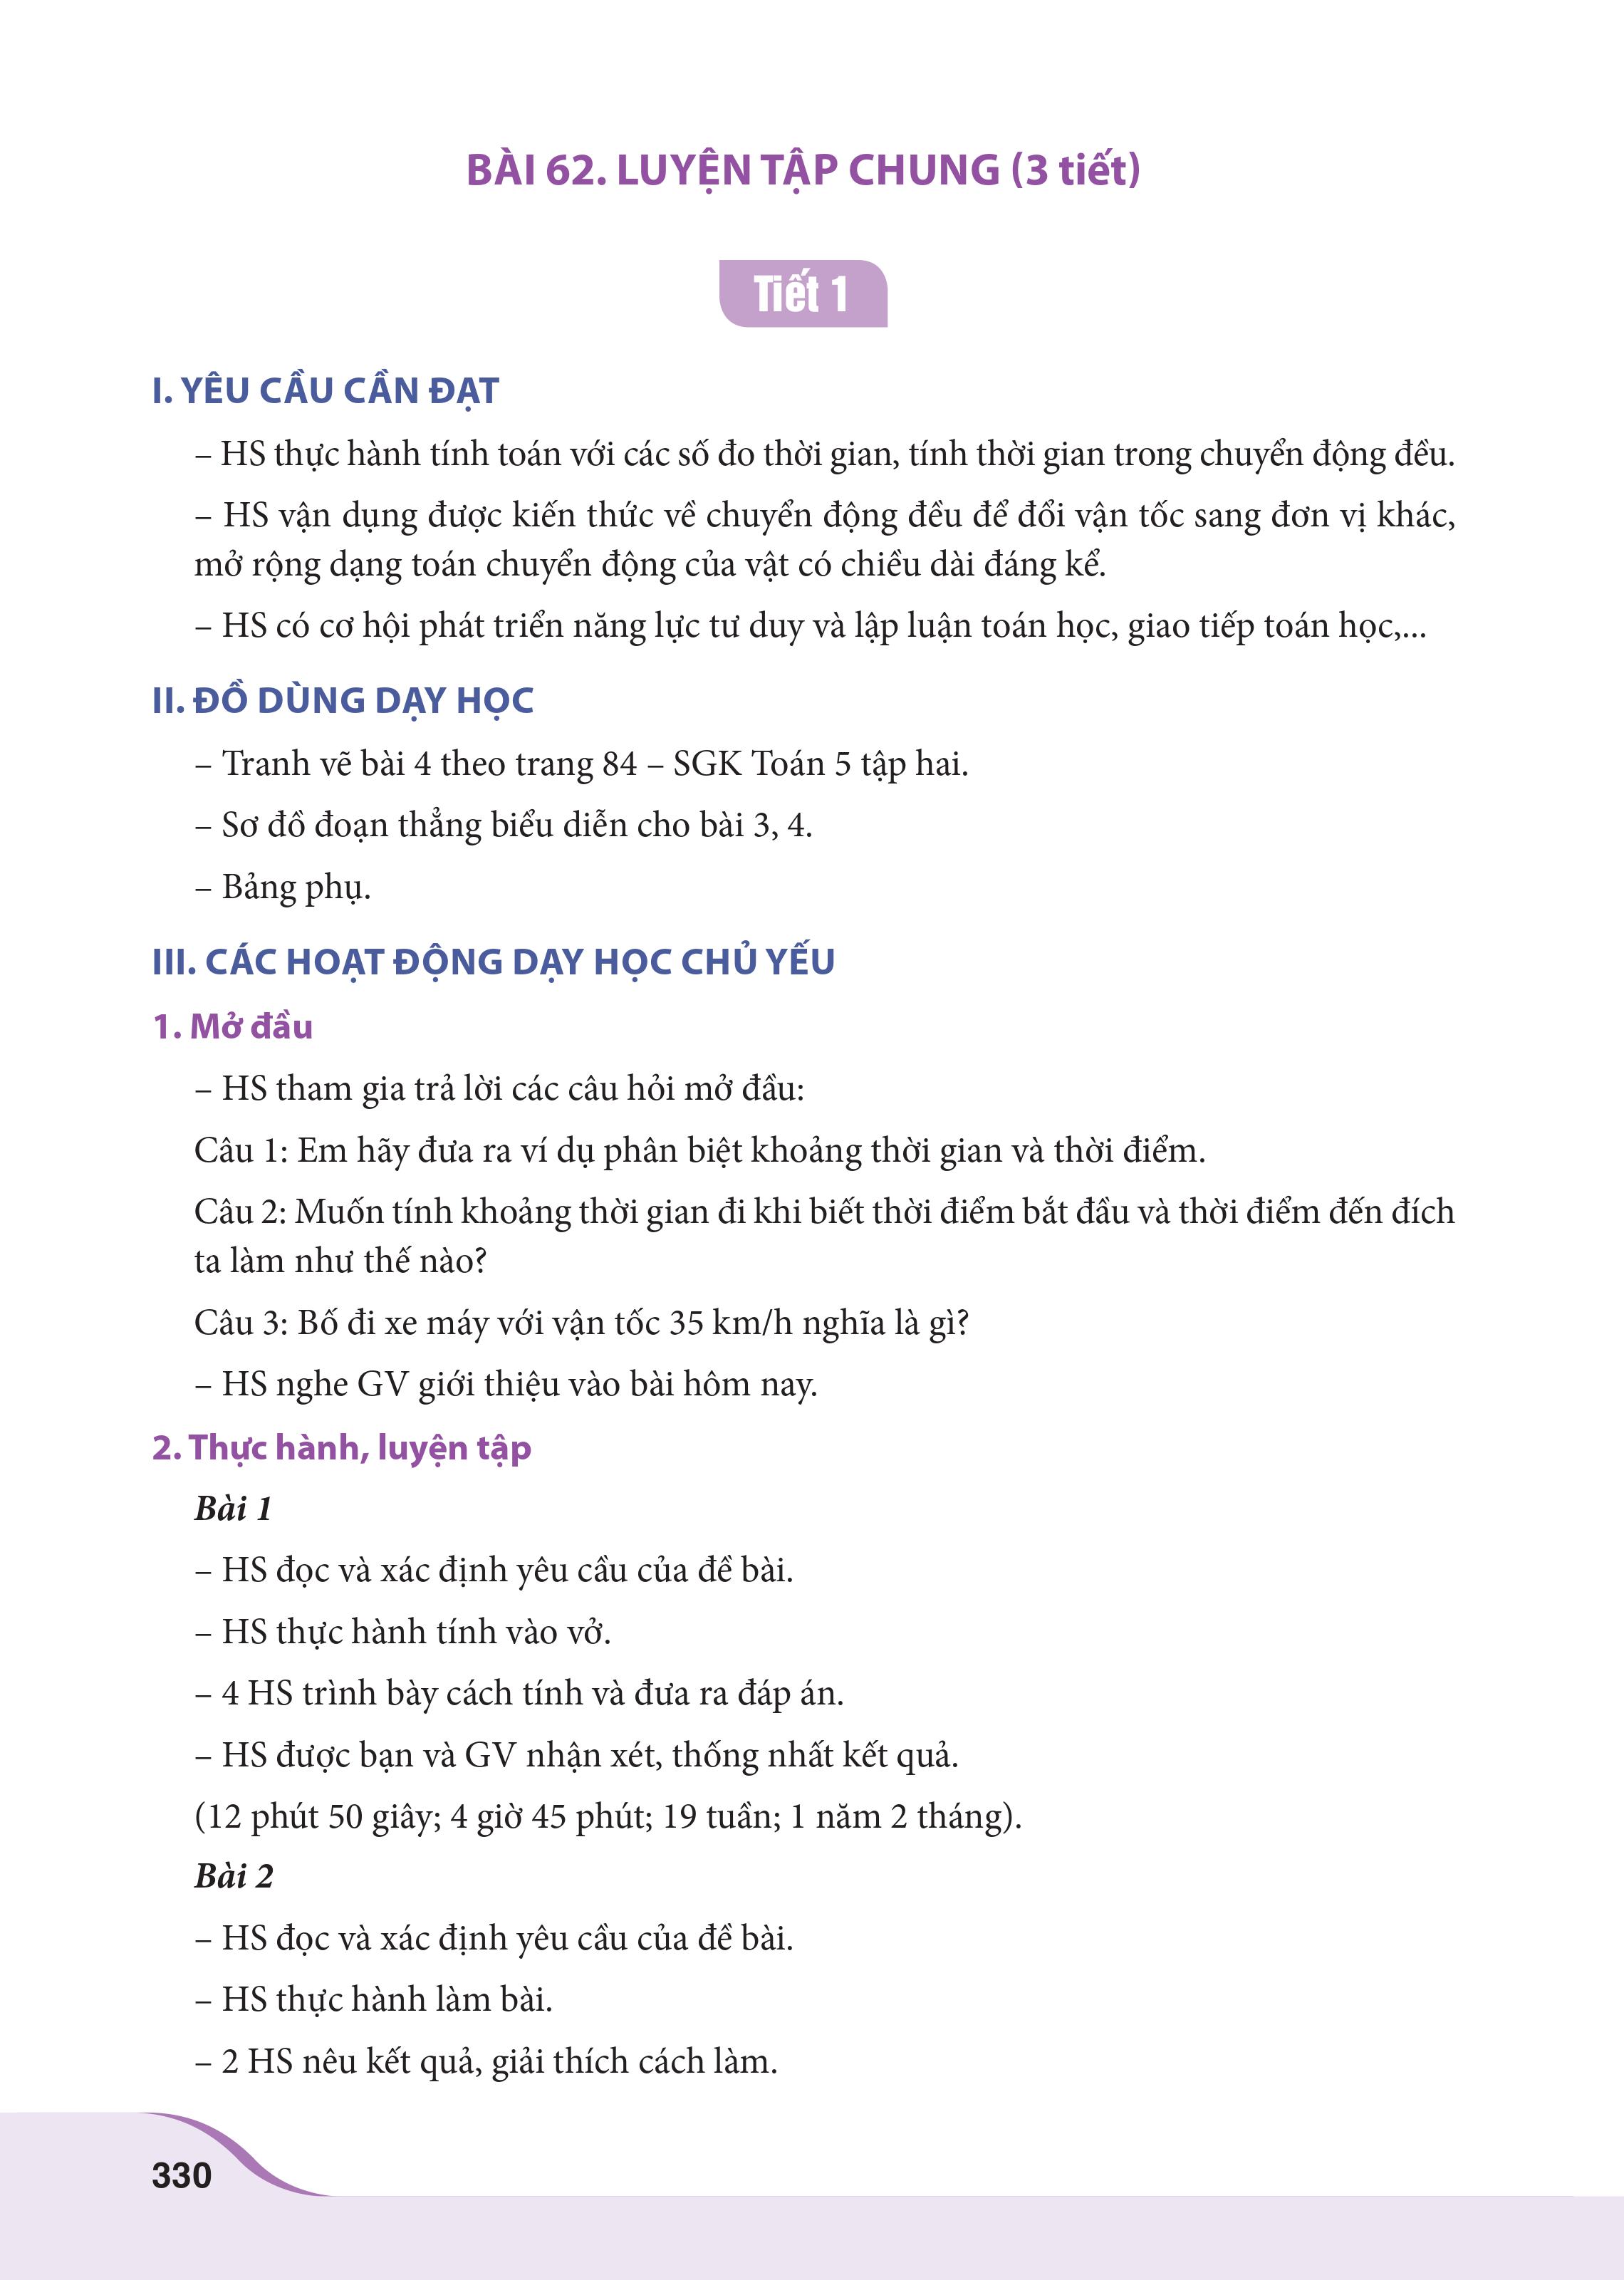 BÀI 62. LUYỆN TẬP CHUNG (3 tiết)
Tiết 1
I. YÊU CẦU CẦN ĐẠT
– HS thực hành tính toán với các số đo thời gian, tính thời gian trong chuyển động đều.
– HS vận dụng được kiến thức về chuyển động đều để đổi vận tốc sang đơn vị khác,
mở rộng dạng toán chuyển động của vật có chiều dài đáng kể.
– HS có cơ hội phát triển năng lực tư duy và lập luận toán học, giao tiếp toán học,...
II. ĐỒ DÙNG DẠY HỌC
– Tranh vẽ bài 4 theo trang 84 – SGK Toán 5 tập hai.
– Sơ đồ đoạn thẳng biểu diễn cho bài 3, 4.
– Bảng phụ.
III. CÁC HOẠT ĐỘNG DẠY HỌC CHỦ YẾU
1. Mở đầu
– HS tham gia trả lời các câu hỏi mở đầu:
Câu 1: Em hãy đưa ra ví dụ phân biệt khoảng thời gian và thời điểm.
Câu 2: Muốn tính khoảng thời gian đi khi biết thời điểm bắt đầu và thời điểm đến đích
ta làm như thế nào?
Câu 3: Bố đi xe máy với vận tốc 35 km/h nghĩa là gì?
– HS nghe GV giới thiệu vào bài hôm nay.
2. Thực hành, luyện tập
Bài 1
– HS đọc và xác định yêu cầu của đề bài.
– HS thực hành tính vào vở.
– 4 HS trình bày cách tính và đưa ra đáp án.
– HS được bạn và GV nhận xét, thống nhất kết quả.
(12 phút 50 giây; 4 giờ 45 phút; 19 tuần; 1 năm 2 tháng).
Bài 2
– HS đọc và xác định yêu cầu của đề bài.
– HS thực hành làm bài.
– 2 HS nêu kết quả, giải thích cách làm.
330